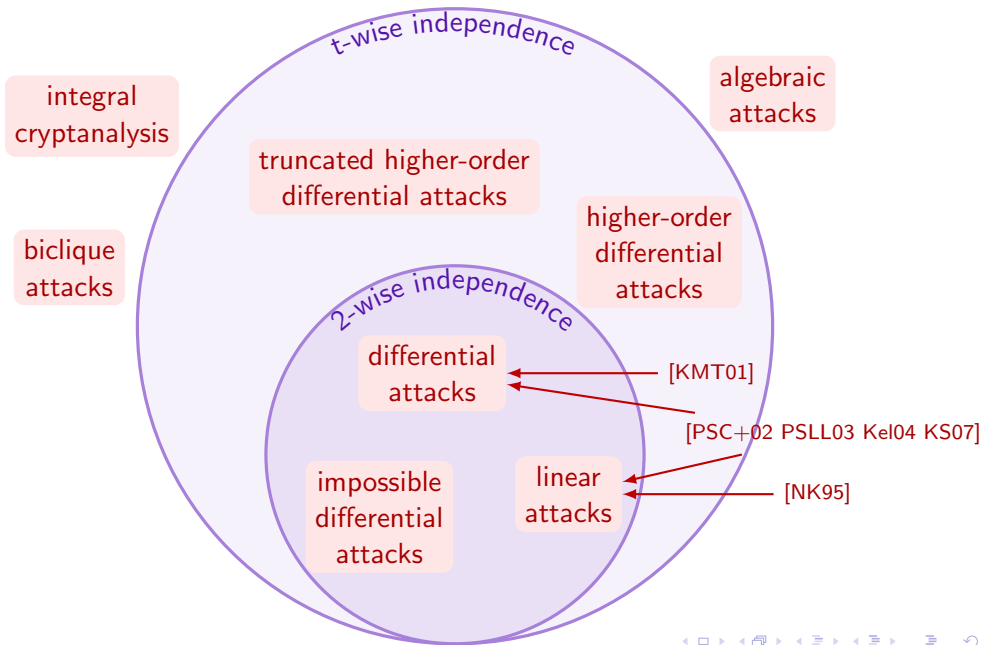 t-wise independence
integral
cryptanalysis
algebraic
attacks
truncated higher-order
differential attacks
higher-order
differential
attacks
biclique
attacks
2-wise independence
differential
attacks
[KMT01]
[PSC+02 PSLL03 Kel04 KS07]
impossible
differential
attacks
linear
attacks
[NK95]